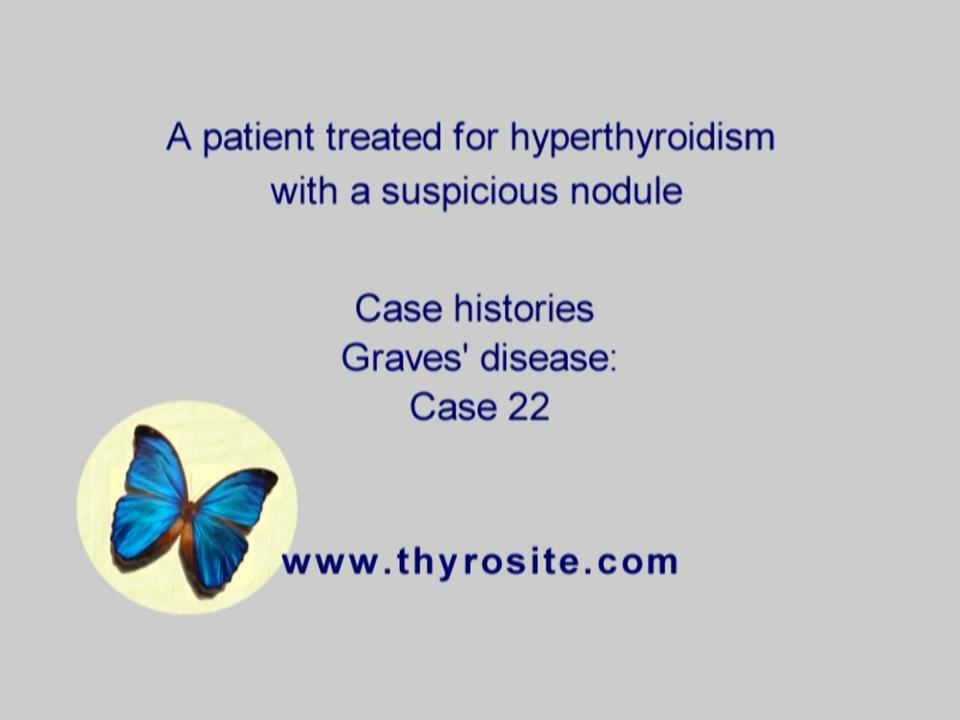 A patient treated for hyperthyroidism
with a suspicious nodule
Case histories
Graves' disease:
Case 22
www.thyrosite.com